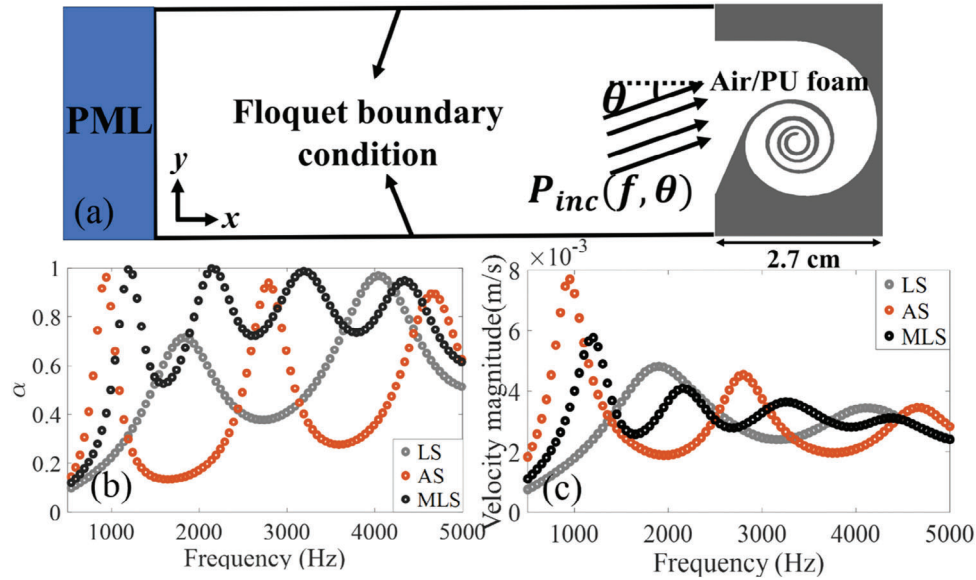 PML
Floquet boundary
condition
y
x
(a)
θ
Air/PU foam
P_inc(f, θ)
2.7 cm
1
0.8
0.6
0.4
0.2
0
α
(b)
LS
AS
MLS
1000
2000
3000
4000
5000
Frequency (Hz)
×10⁻³
8
4
0
Velocity magnitude(m/s)
(c)
LS
AS
MLS
1000
2000
3000
4000
5000
Frequency (Hz)